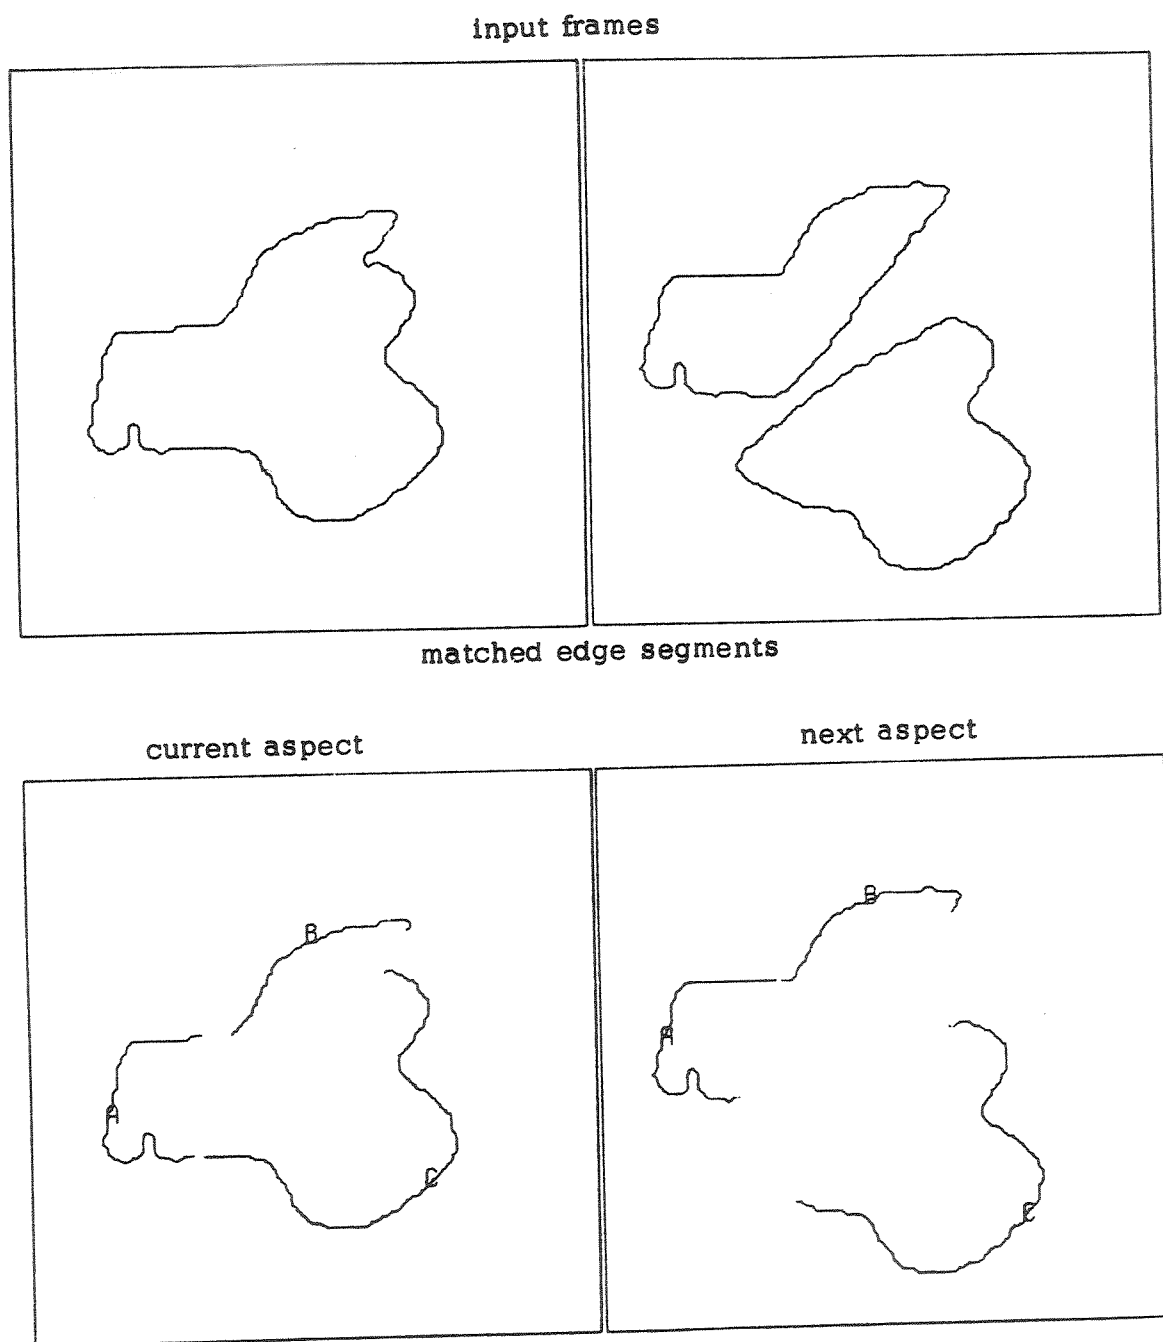 input frames
matched edge segments
current aspect
next aspect
B
B
A
A
C
C